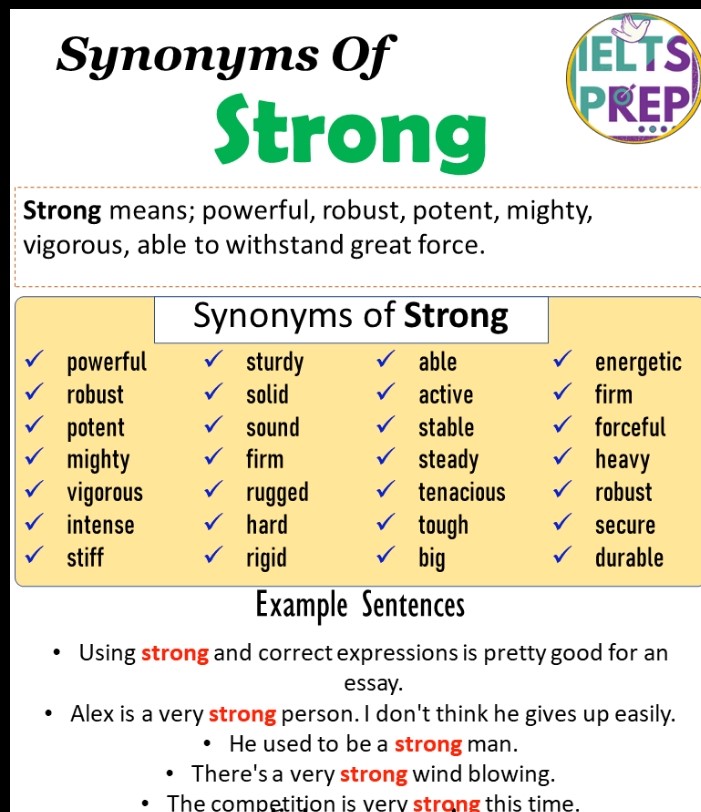 Synonyms Of
Strong
IELTS
PREP
Strong means; powerful, robust, potent, mighty,
vigorous, able to withstand great force.
Synonyms of Strong
powerful sturdy able energetic
robust solid active firm
potent sound stable forceful
mighty firm steady heavy
vigorous rugged tenacious robust
intense hard tough secure
stiff rigid big durable
Example Sentences
• Using strong and correct expressions is pretty good for an
essay.
• Alex is a very strong person. I don't think he gives up easily.
• He used to be a strong man.
• There's a very strong wind blowing.
• The competition is very strong this time.